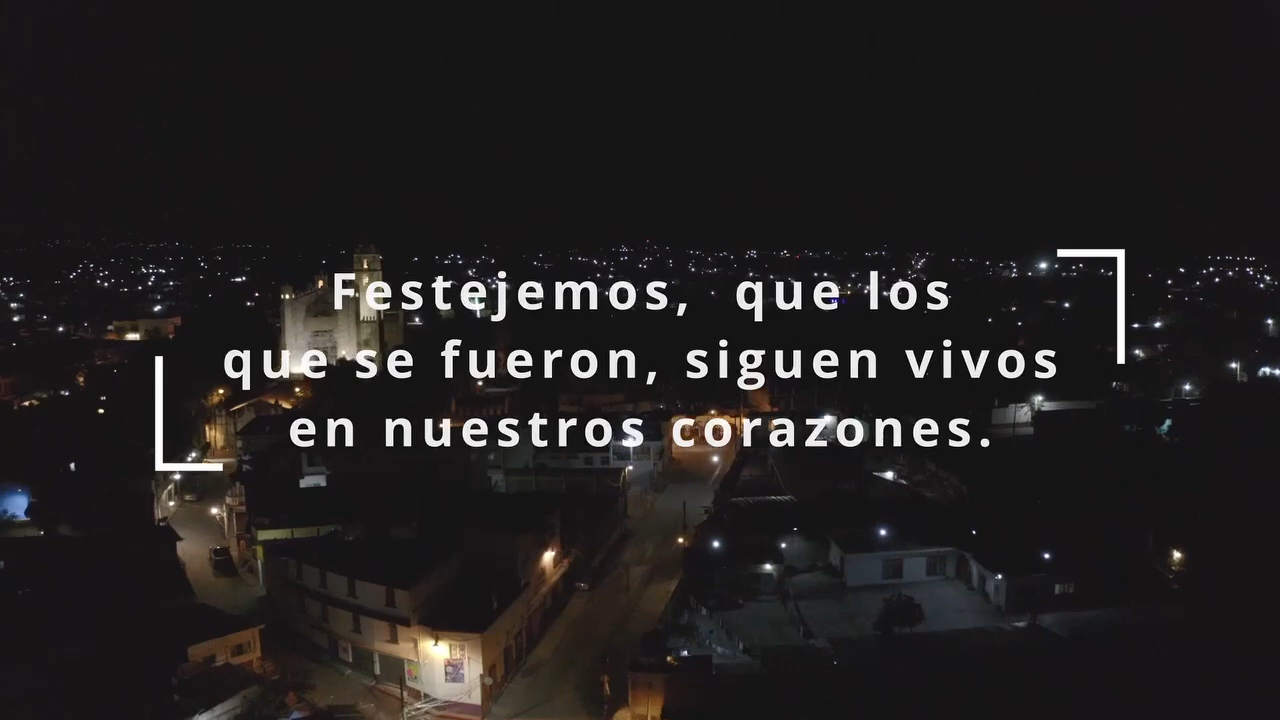 Festejemos, que los
que se fueron, siguen vivos
en nuestros corazones.